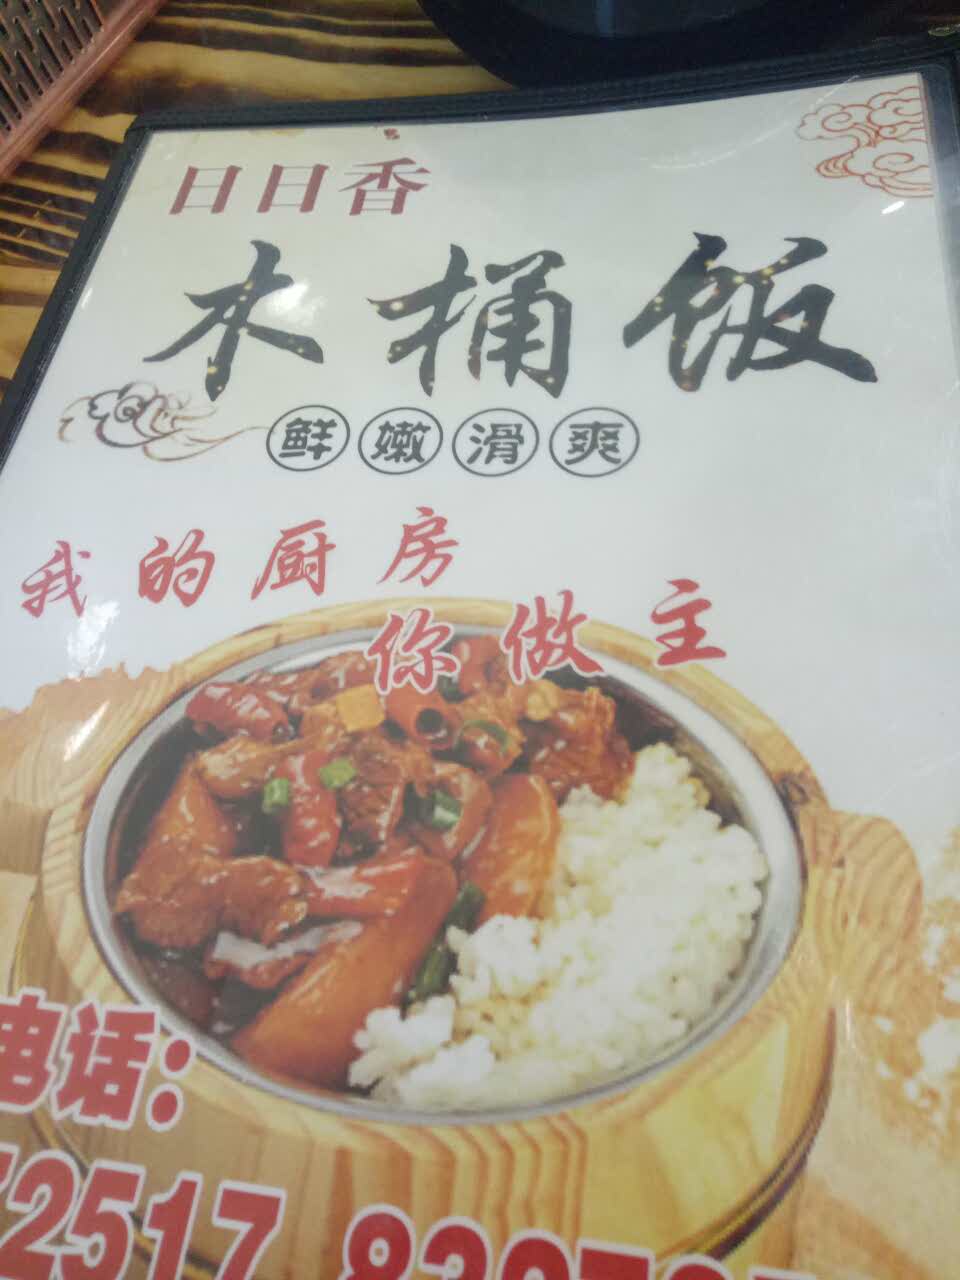 日日香
木桶饭
鲜嫩滑爽
我的厨房
你做主
电话:
2517